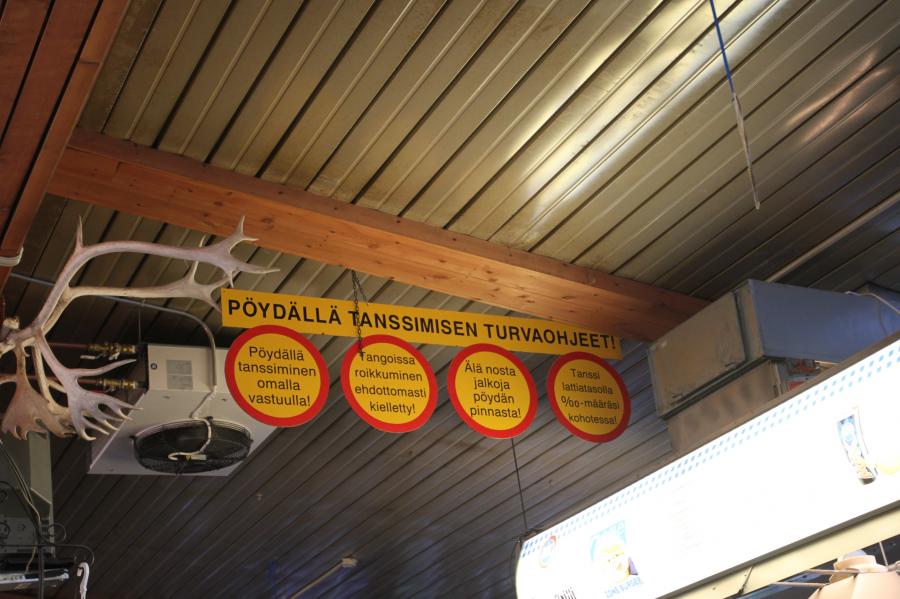 PÖYDÄLLÄ TANSSIMISEN TURVAOHJEET!
Pöydällä
tanssiminen
omalla
vastuulla!
Tangoissa
roikkuminen
ehdottomasti
kielletty!
Älä nosta
jalkoja
pöydän
pinnasta!
Tanssi
lattiatasolla
%0-määräsi
kohotessa!